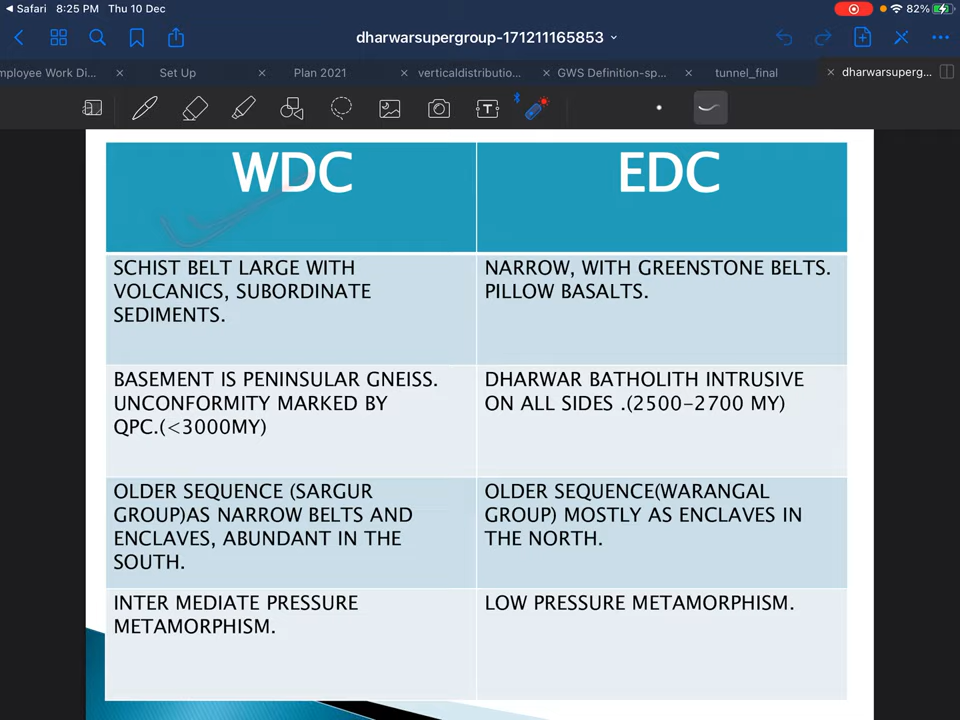 Safari 8:25 PM Thu 10 Dec 82%
dharwarsupergroup-171211165853
mployee Work Di... Set Up Plan 2021 verticaldistributio... GWS Definition-sp... tunnel_final dharwarsuperg...
WDC
EDC
SCHIST BELT LARGE WITH
VOLCANICS, SUBORDINATE
SEDIMENTS.
NARROW, WITH GREENSTONE BELTS.
PILLOW BASALTS.
BASEMENT IS PENINSULAR GNEISS.
UNCONFORMITY MARKED BY
QPC.(<3000MY)
DHARWAR BATHOLITH INTRUSIVE
ON ALL SIDES .(2500-2700 MY)
OLDER SEQUENCE (SARGUR
GROUP)AS NARROW BELTS AND
ENCLAVES, ABUNDANT IN THE
SOUTH.
OLDER SEQUENCE(WARANGAL
GROUP) MOSTLY AS ENCLAVES IN
THE NORTH.
INTER MEDIATE PRESSURE
METAMORPHISM.
LOW PRESSURE METAMORPHISM.